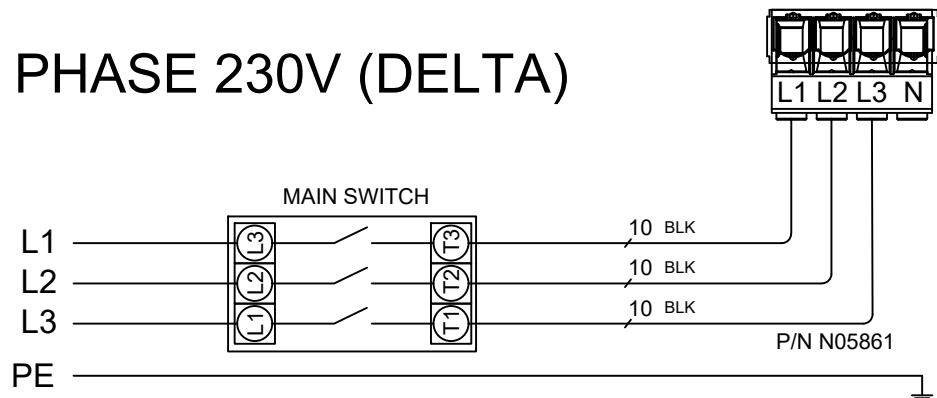 PHASE 230V (DELTA)
L1 L2 L3 N
MAIN SWITCH
L1 L3 T3 10 BLK
L2 L2 T2 10 BLK
L3 L1 T1 10 BLK
P/N N05861
PE